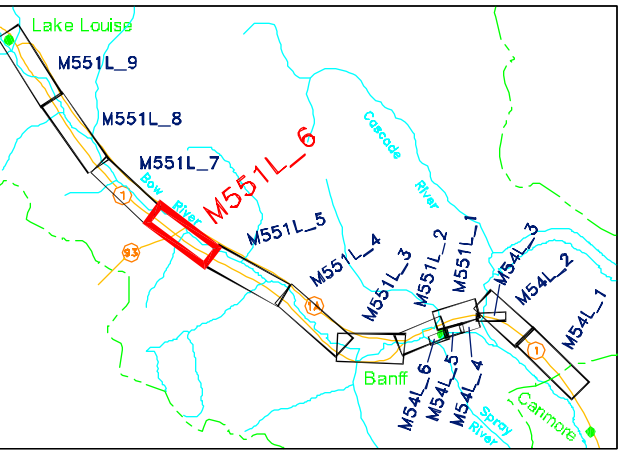 Lake Louise
M551L_9
M551L_8
M551L_7
Bow
River
M551L_6
M551L_5
M551L_4
M551L_3
M551L_2
M551L_1
M54L_3
M54L_2
M54L_1
Cascade
River
1
93
1A
1
Banff
M54L_6
M54L_5
M54L_4
Spray
River
Canmore